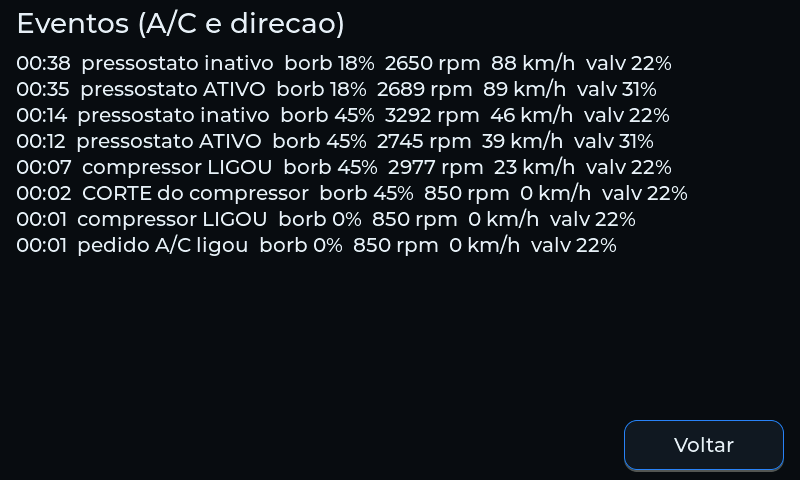 Eventos (A/C e direcao)
00:38 pressostato inativo borb 18% 2650 rpm 88 km/h valv 22%
00:35 pressostato ATIVO borb 18% 2689 rpm 89 km/h valv 31%
00:14 pressostato inativo borb 45% 3292 rpm 46 km/h valv 22%
00:12 pressostato ATIVO borb 45% 2745 rpm 39 km/h valv 31%
00:07 compressor LIGOU borb 45% 2977 rpm 23 km/h valv 22%
00:02 CORTE do compressor borb 45% 850 rpm 0 km/h valv 22%
00:01 compressor LIGOU borb 0% 850 rpm 0 km/h valv 22%
00:01 pedido A/C ligou borb 0% 850 rpm 0 km/h valv 22%
Voltar